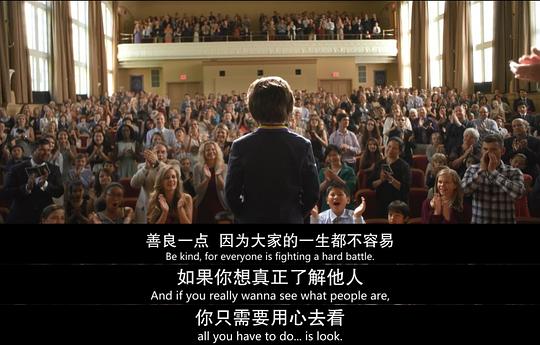 善良一点 因为大家的一生都不容易
Be kind, for everyone is fighting a hard battle.
如果你想真正了解他人
And if you really wanna see what people are,
你只需要用心去看
all you have to do... is look.